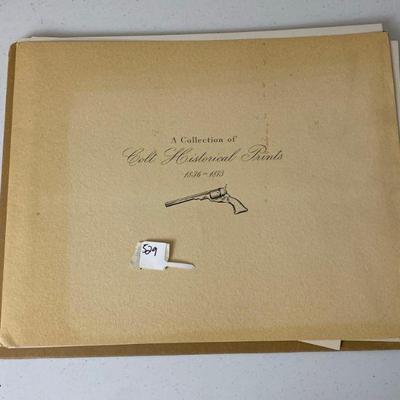 A Collection of
Colt Historical Prints
1836-1873
529